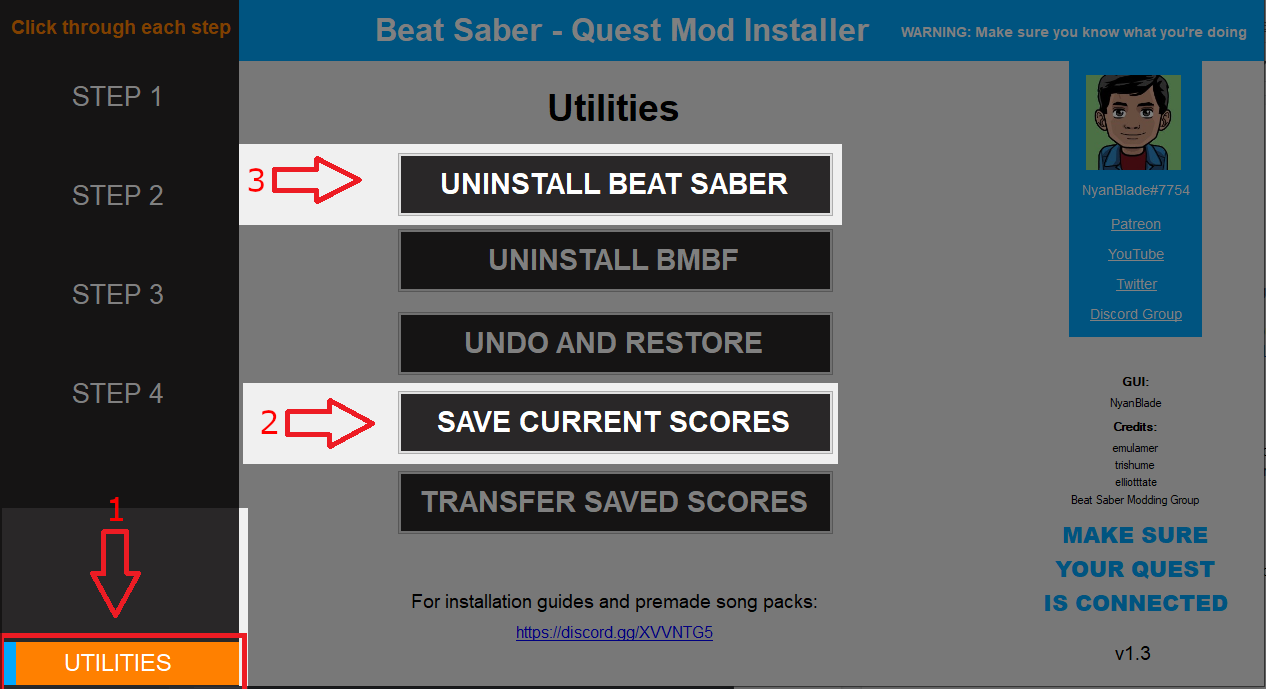 Click through each step
Beat Saber - Quest Mod Installer
WARNING: Make sure you know what you're doing
STEP 1
STEP 2
STEP 3
STEP 4
1
UTILITIES
Utilities
3
UNINSTALL BEAT SABER
UNINSTALL BMBF
UNDO AND RESTORE
2
SAVE CURRENT SCORES
TRANSFER SAVED SCORES
For installation guides and premade song packs:
https://discord.gg/XVVNTG5
NyanBlade#7754
Patreon
YouTube
Twitter
Discord Group
GUI:
NyanBlade
Credits:
emulamer
trishume
elliotttate
Beat Saber Modding Group
MAKE SURE
YOUR QUEST
IS CONNECTED
v1.3